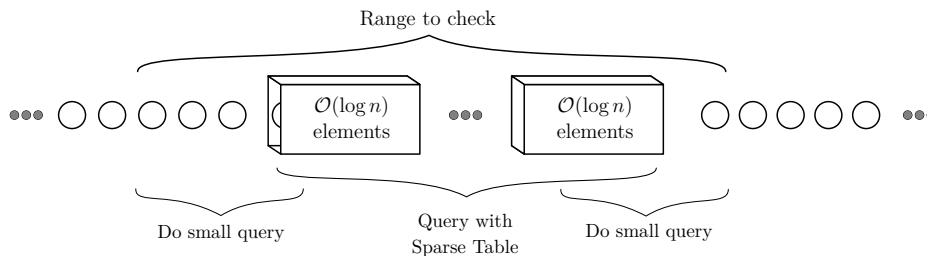 Range to check
𝒪(log n)
elements
𝒪(log n)
elements
Do small query
Query with
Sparse Table
Do small query